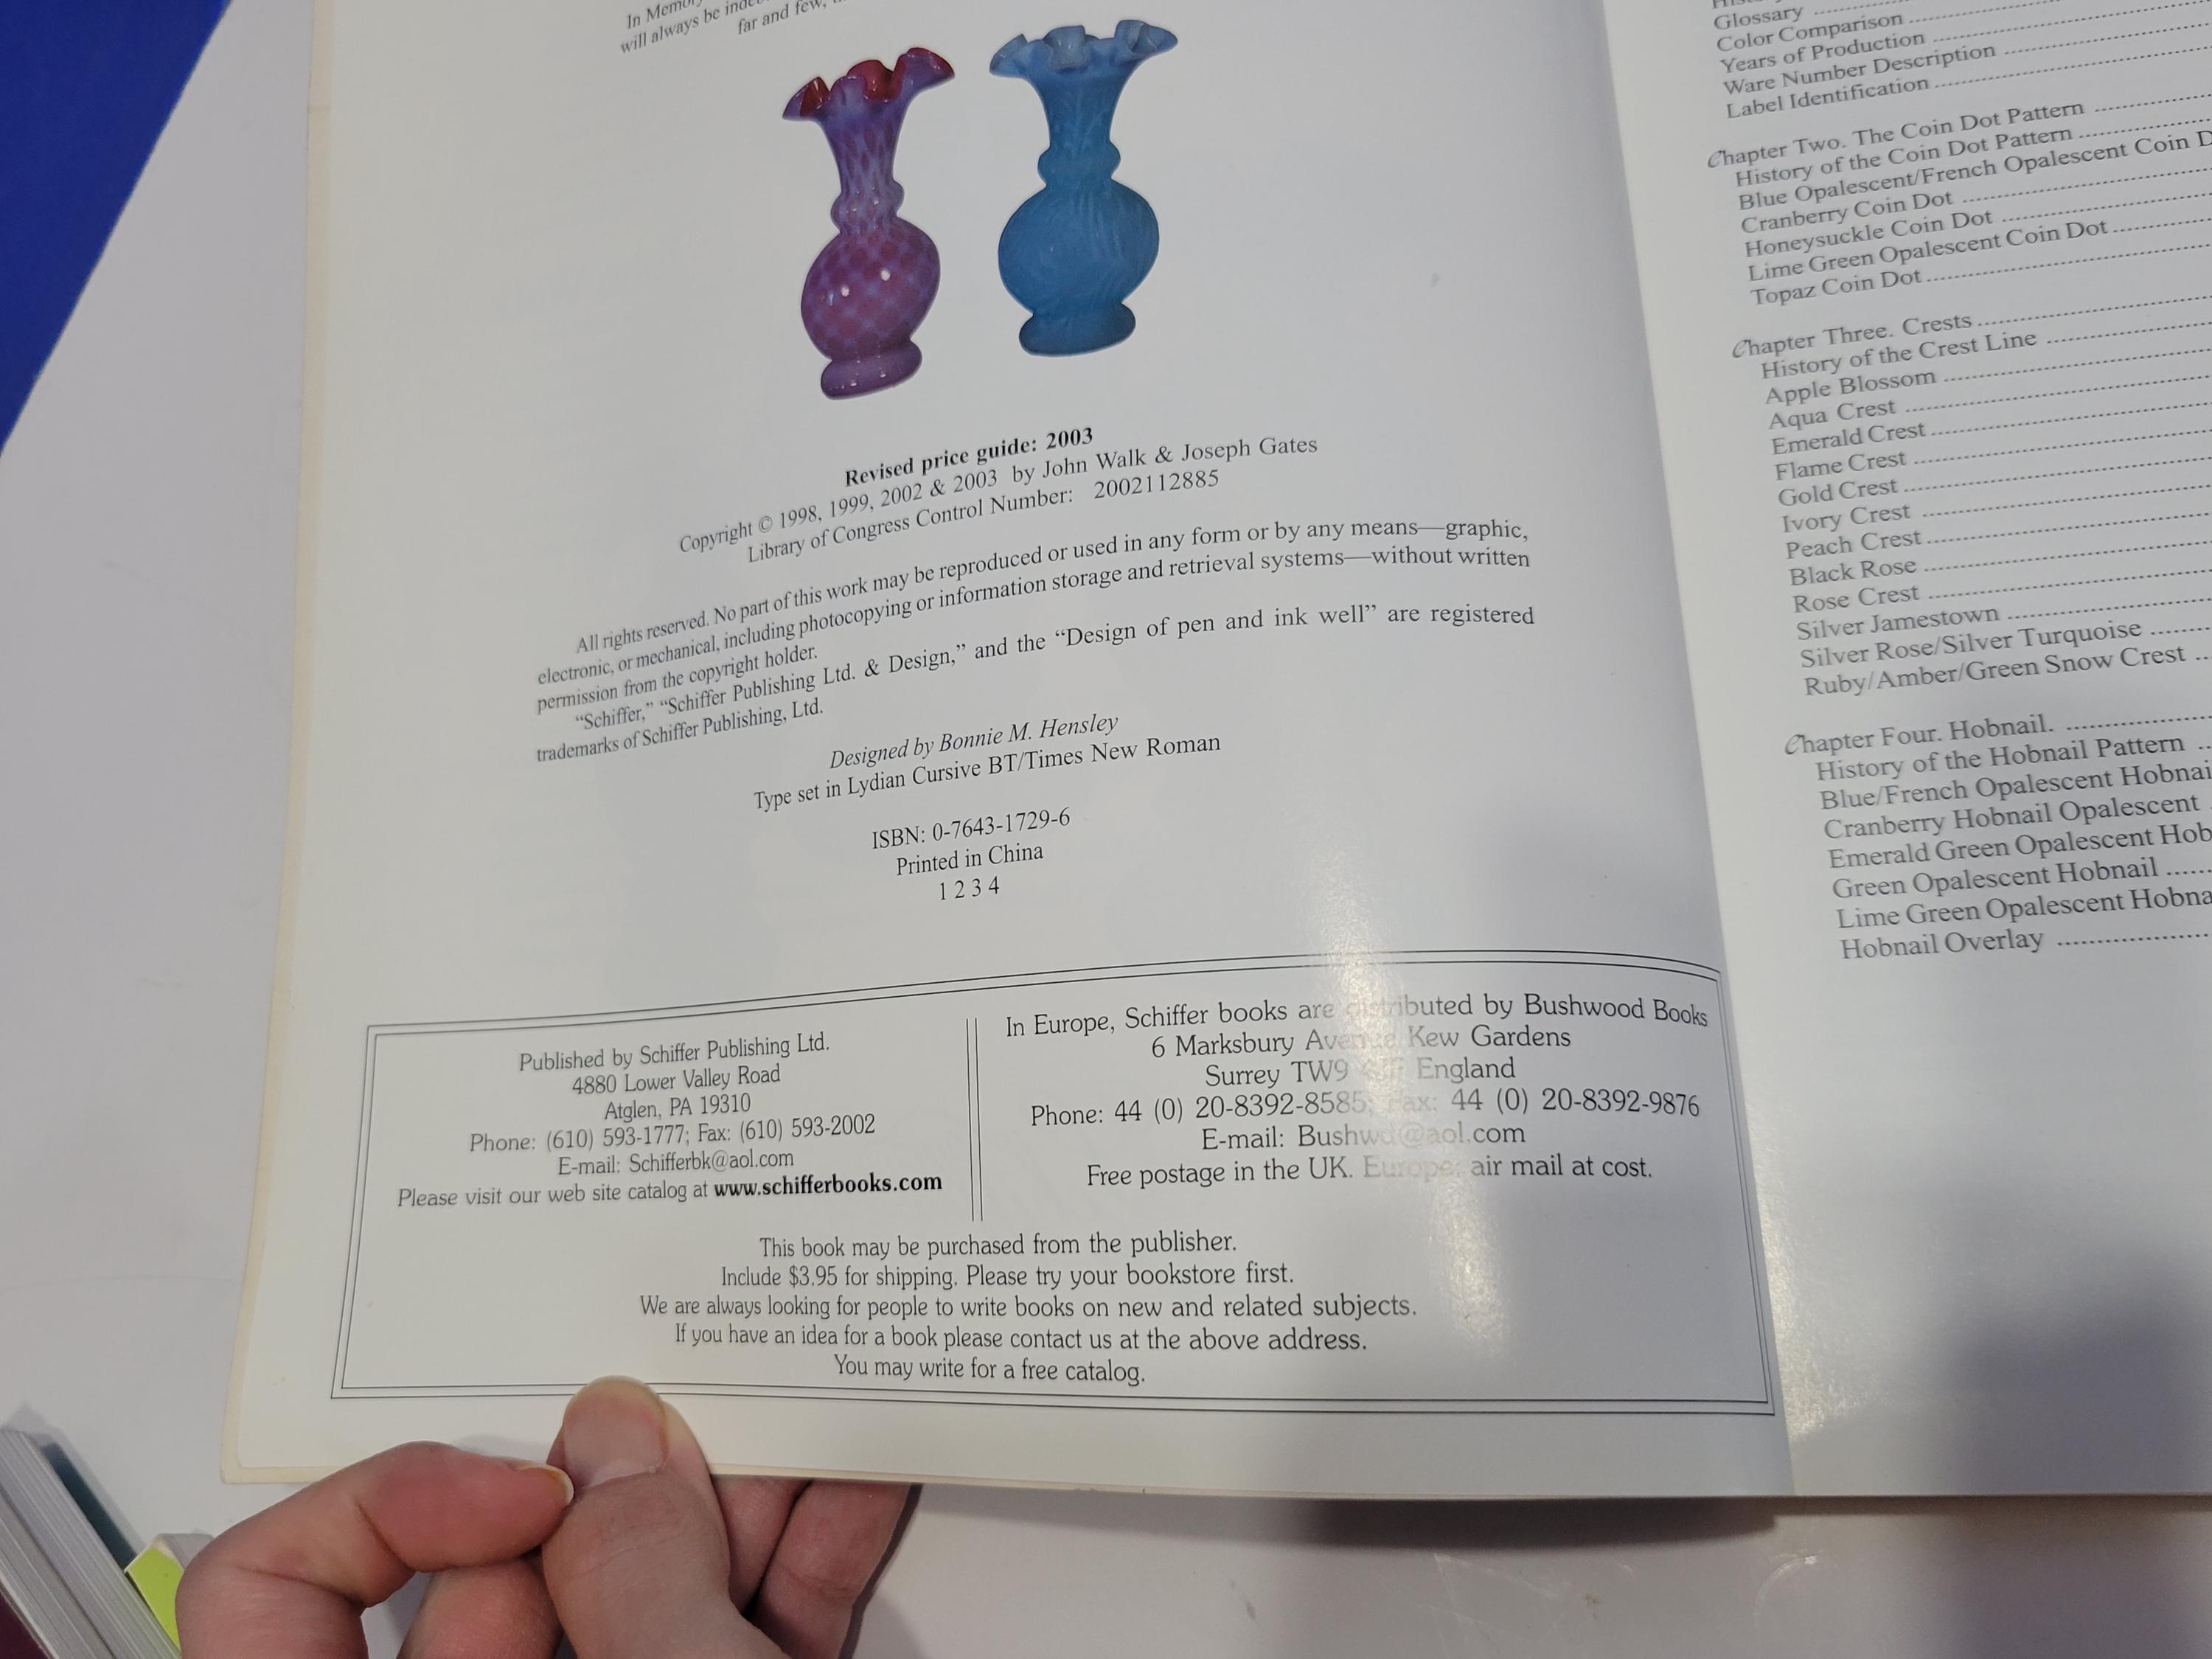 In Memory
will always be
far and few,
Revised price guide: 2003
Copyright © 1998, 1999, 2002 & 2003 by John Walk & Joseph Gates
Library of Congress Control Number: 2002112885
All rights reserved. No part of this work may be reproduced or used in any form or by any means—graphic,
electronic, or mechanical, including photocopying or information storage and retrieval systems—without written
permission from the copyright holder.
“Schiffer,” “Schiffer Publishing Ltd. & Design,” and the “Design of pen and ink well” are registered
trademarks of Schiffer Publishing, Ltd.
Designed by Bonnie M. Hensley
Type set in Lydian Cursive BT/Times New Roman
ISBN: 0-7643-1729-6
Printed in China
1 2 3 4
Published by Schiffer Publishing Ltd.
4880 Lower Valley Road
Atglen, PA 19310
Phone: (610) 593-1777; Fax: (610) 593-2002
E-mail: Schifferbk@aol.com
Please visit our web site catalog at www.schifferbooks.com
In Europe, Schiffer books are distributed by Bushwood Books
6 Marksbury Avenue Kew Gardens
Surrey TW9 England
Phone: 44 (0) 20-8392-8585; Fax: 44 (0) 20-8392-9876
E-mail: Bushwd@aol.com
Free postage in the UK. Europe: air mail at cost.
This book may be purchased from the publisher.
Include $3.95 for shipping. Please try your bookstore first.
We are always looking for people to write books on new and related subjects.
If you have an idea for a book please contact us at the above address.
You may write for a free catalog.
Glossary
Color Comparison
Years of Production
Ware Number Description
Label Identification
Chapter Two. The Coin Dot Pattern
History of the Coin Dot Pattern
Blue Opalescent/French Opalescent Coin D
Cranberry Coin Dot
Honeysuckle Coin Dot
Lime Green Opalescent Coin Dot
Topaz Coin Dot
Chapter Three. Crests
History of the Crest Line
Apple Blossom
Aqua Crest
Emerald Crest
Flame Crest
Gold Crest
Ivory Crest
Peach Crest
Black Rose
Rose Crest
Silver Jamestown
Silver Rose/Silver Turquoise
Ruby/Amber/Green Snow Crest
Chapter Four. Hobnail.
History of the Hobnail Pattern
Blue/French Opalescent Hobnai
Cranberry Hobnail Opalescent
Emerald Green Opalescent Hob
Green Opalescent Hobnail
Lime Green Opalescent Hobna
Hobnail Overlay